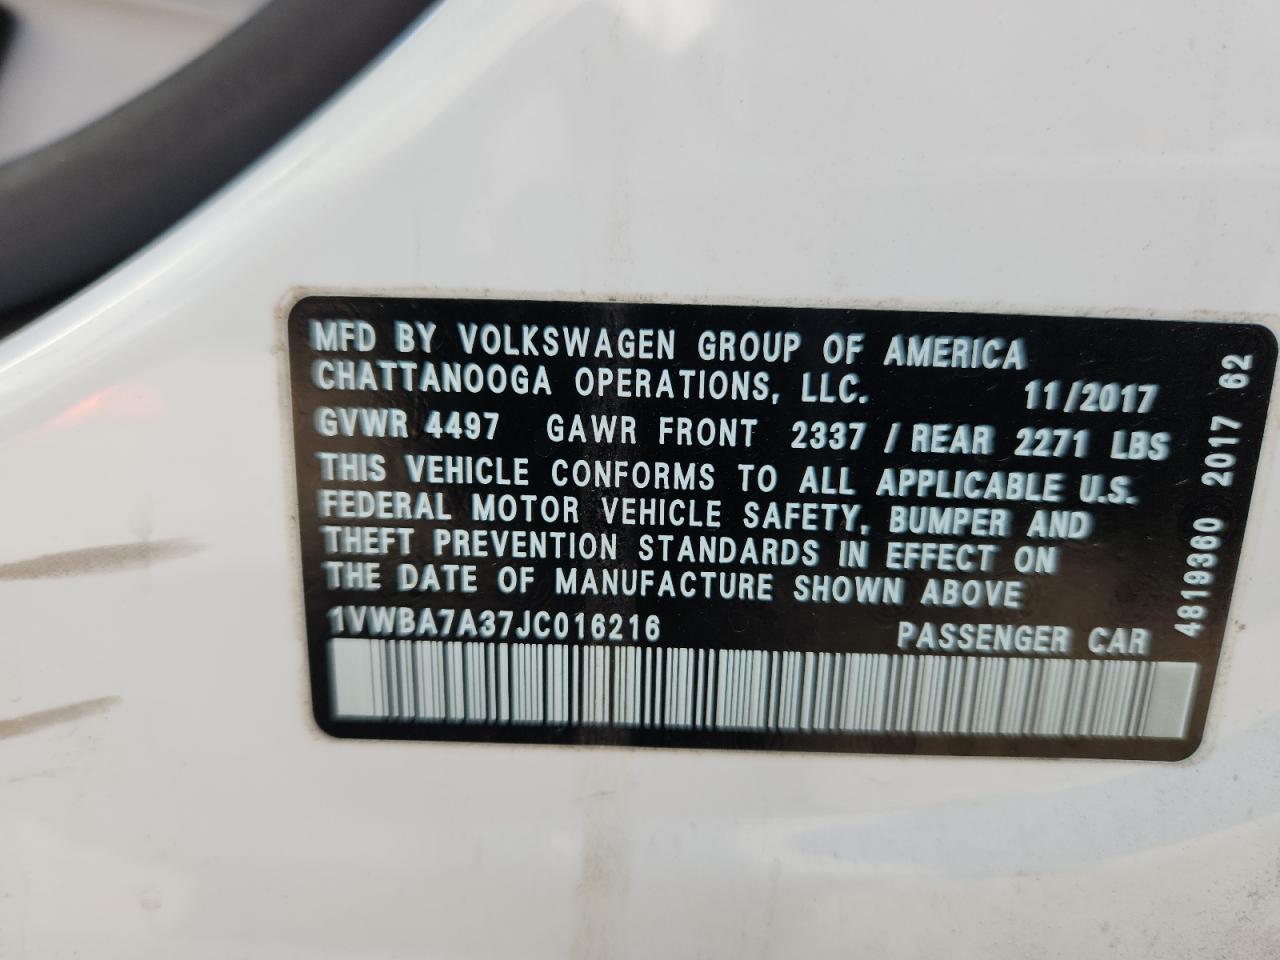 MFD BY VOLKSWAGEN GROUP OF AMERICA
CHATTANOOGA OPERATIONS, LLC. 11/2017
GVWR 4497 GAWR FRONT 2337 / REAR 2271 LBS
THIS VEHICLE CONFORMS TO ALL APPLICABLE U.S.
FEDERAL MOTOR VEHICLE SAFETY, BUMPER AND
THEFT PREVENTION STANDARDS IN EFFECT ON
THE DATE OF MANUFACTURE SHOWN ABOVE
1VWBA7A37JC016216 PASSENGER CAR
4819360 2017 62